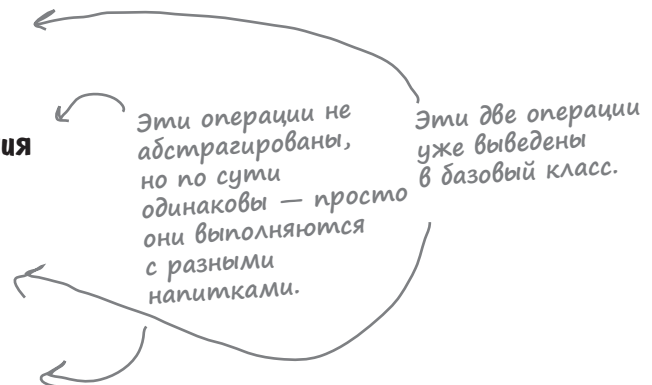 ия
Эти операции не
абстрагированы,
но по сути
одинаковы — просто
они выполняются
с разными
напитками.
Эти две операции
уже выведены
в базовый класс.